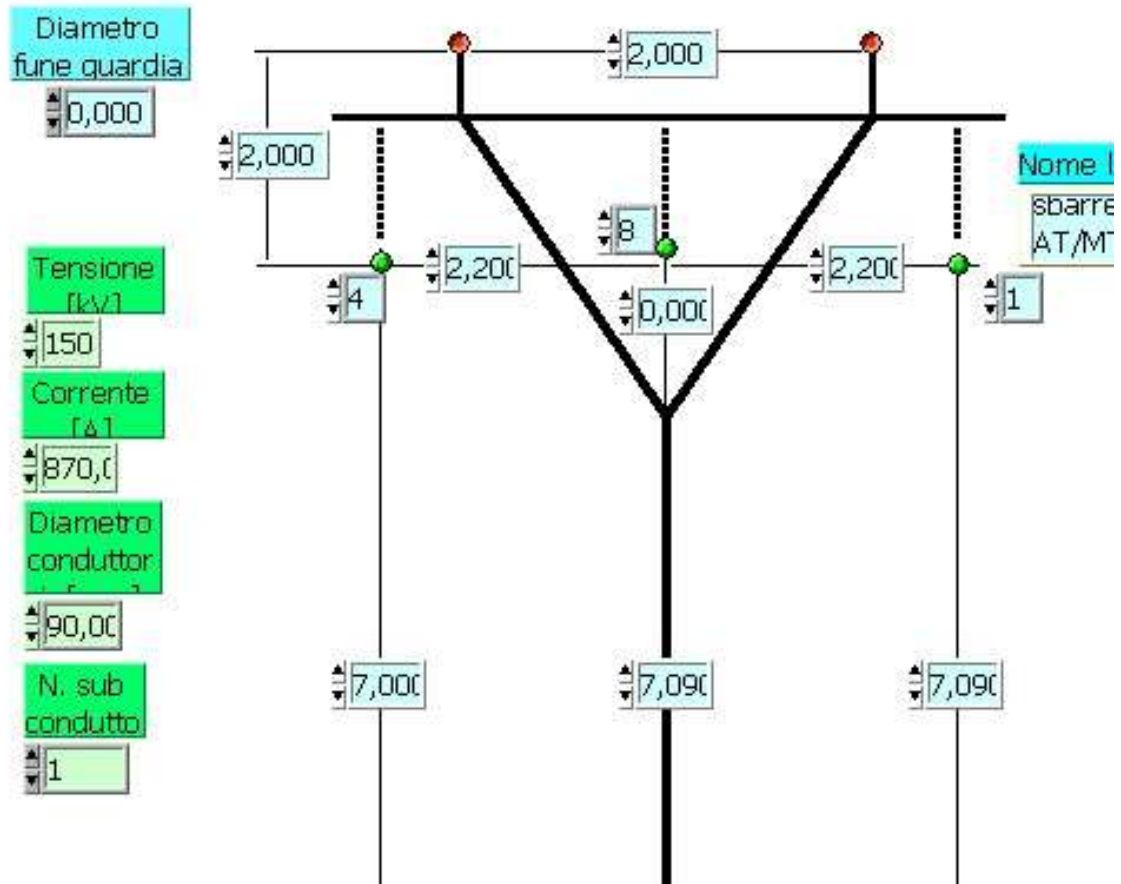 Diametro
fune guardia
0,000
2,000
2,000
Nome l
sbarre
AT/MT
8
2,200
2,200
4
0,000
1
Tensione
[kV]
150
Corrente
[A]
870,0
Diametro
conduttor
90,00
N. sub
condutto
1
7,000
7,090
7,090